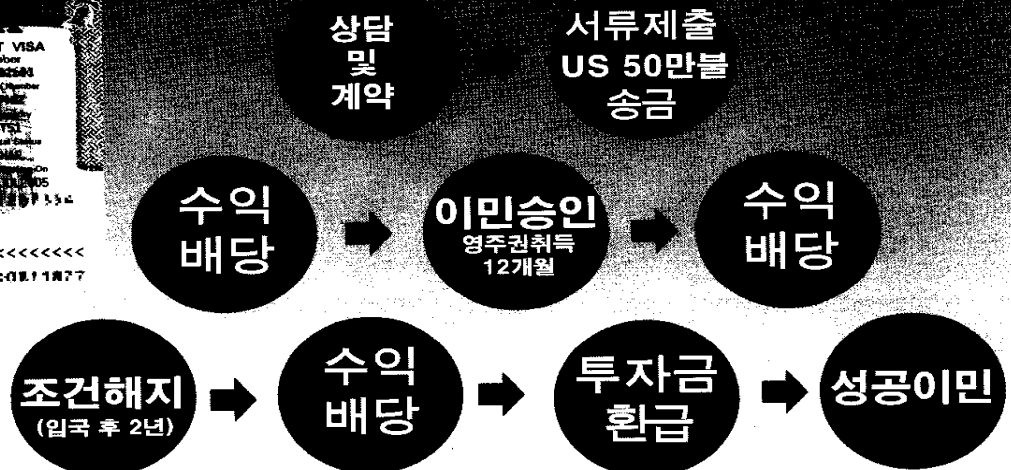 T VISA
상담
및
계약
서류제출
US 50만불
송금
수익
배당
이민승인
영주권취득
12개월
수익
배당
<<<<<<<<
조건해지
(입국 후 2년)
수익
배당
투자금
환급
성공이민